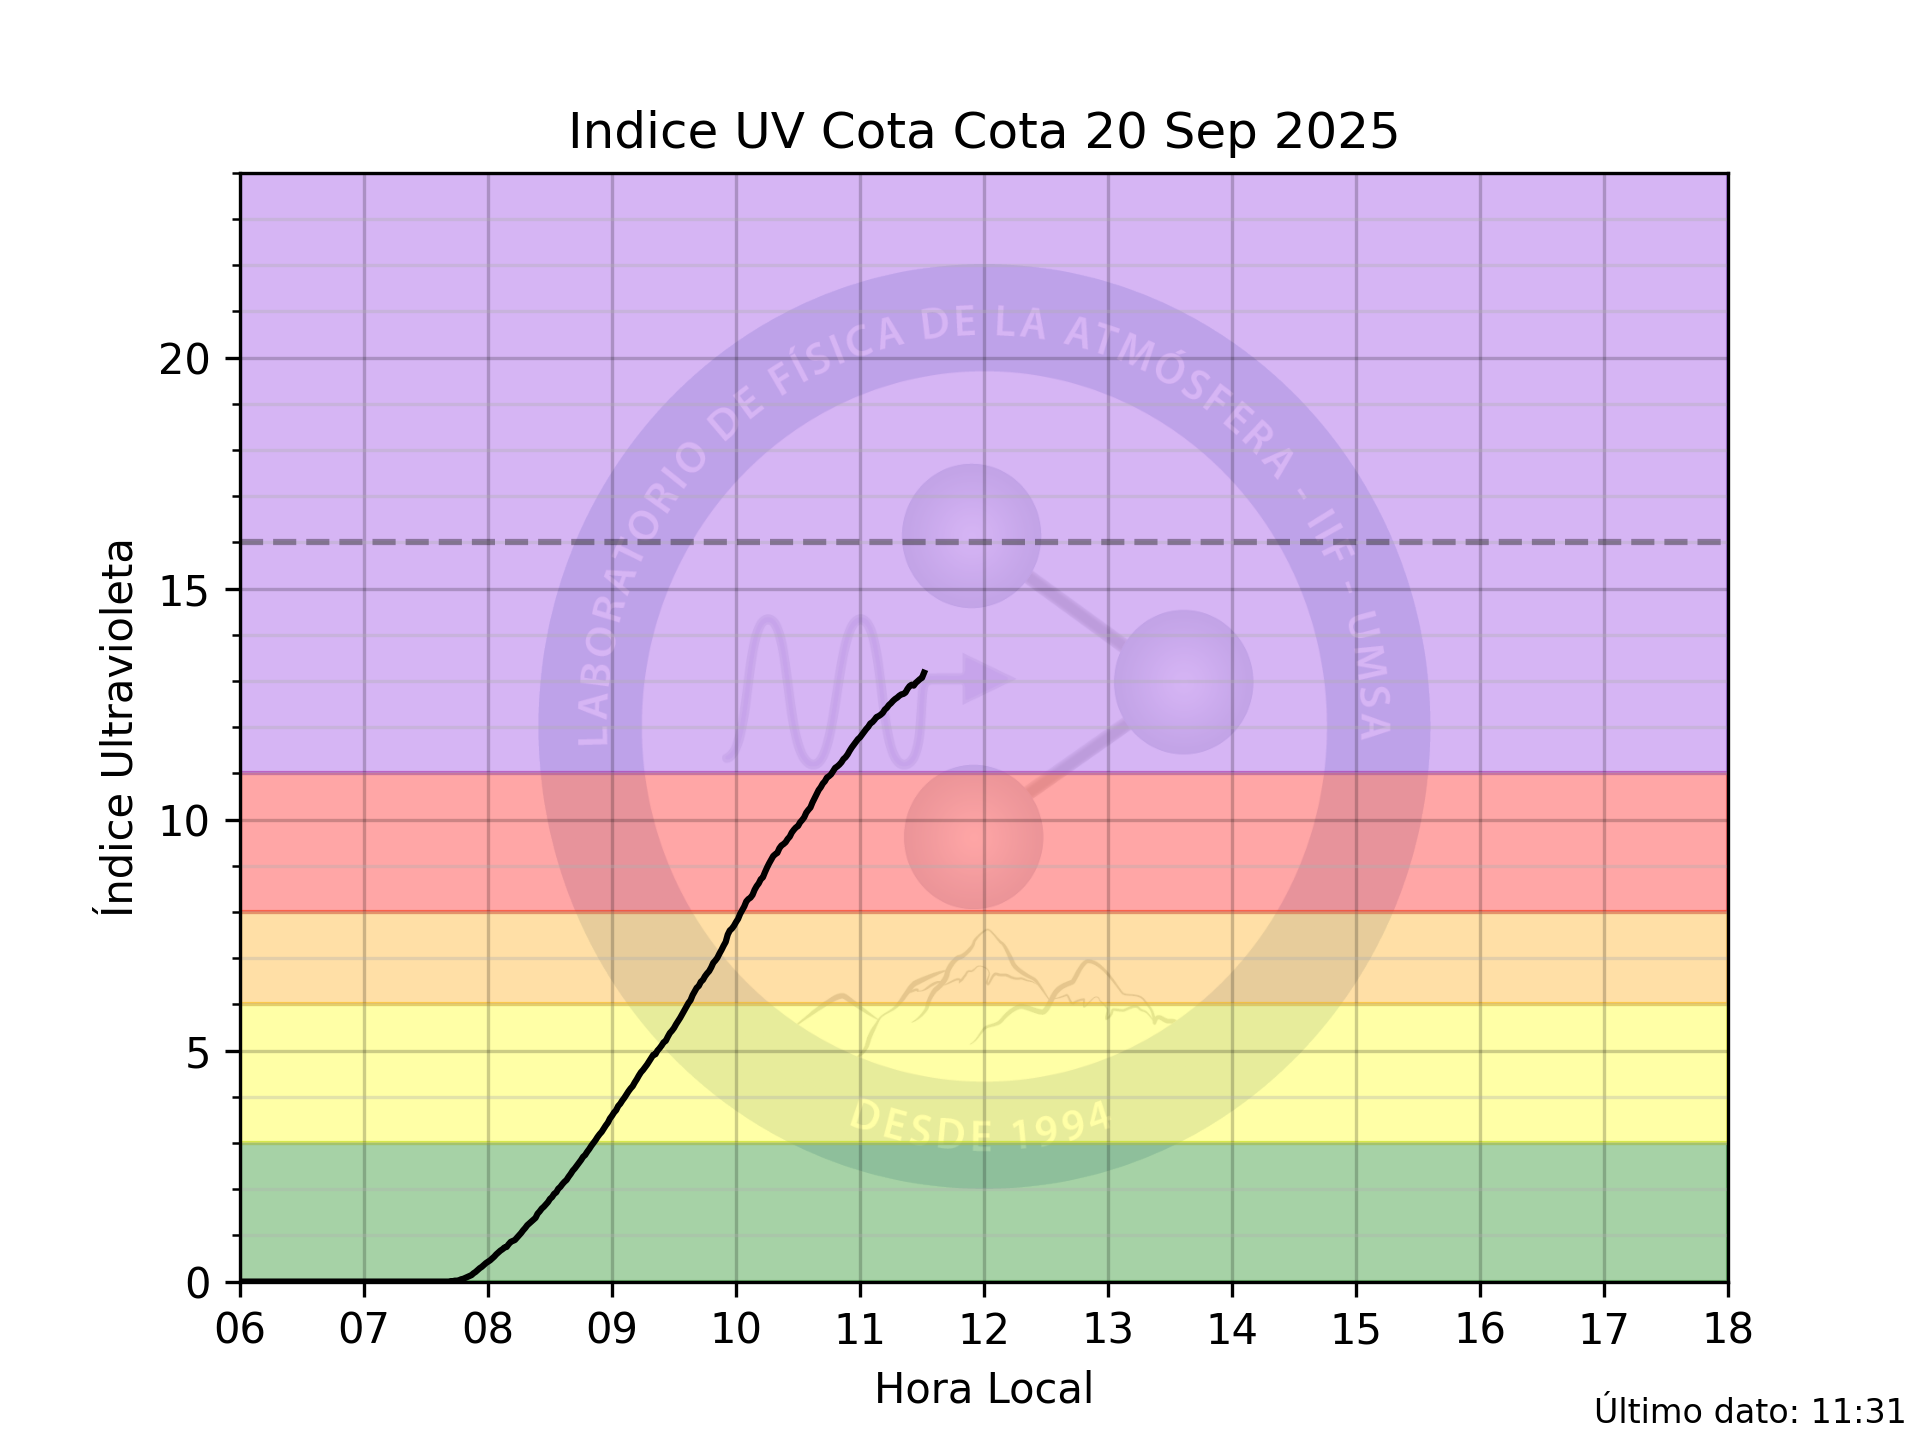 Indice UV Cota Cota 20 Sep 2025
Índice Ultravioleta
20
15
10
5
0
LABORATORIO DE FÍSICA DE LA ATMÓSFERA - IIF - UMSA
DESDE 1994
06 07 08 09 10 11 12 13 14 15 16 17 18
Hora Local
Último dato: 11:31